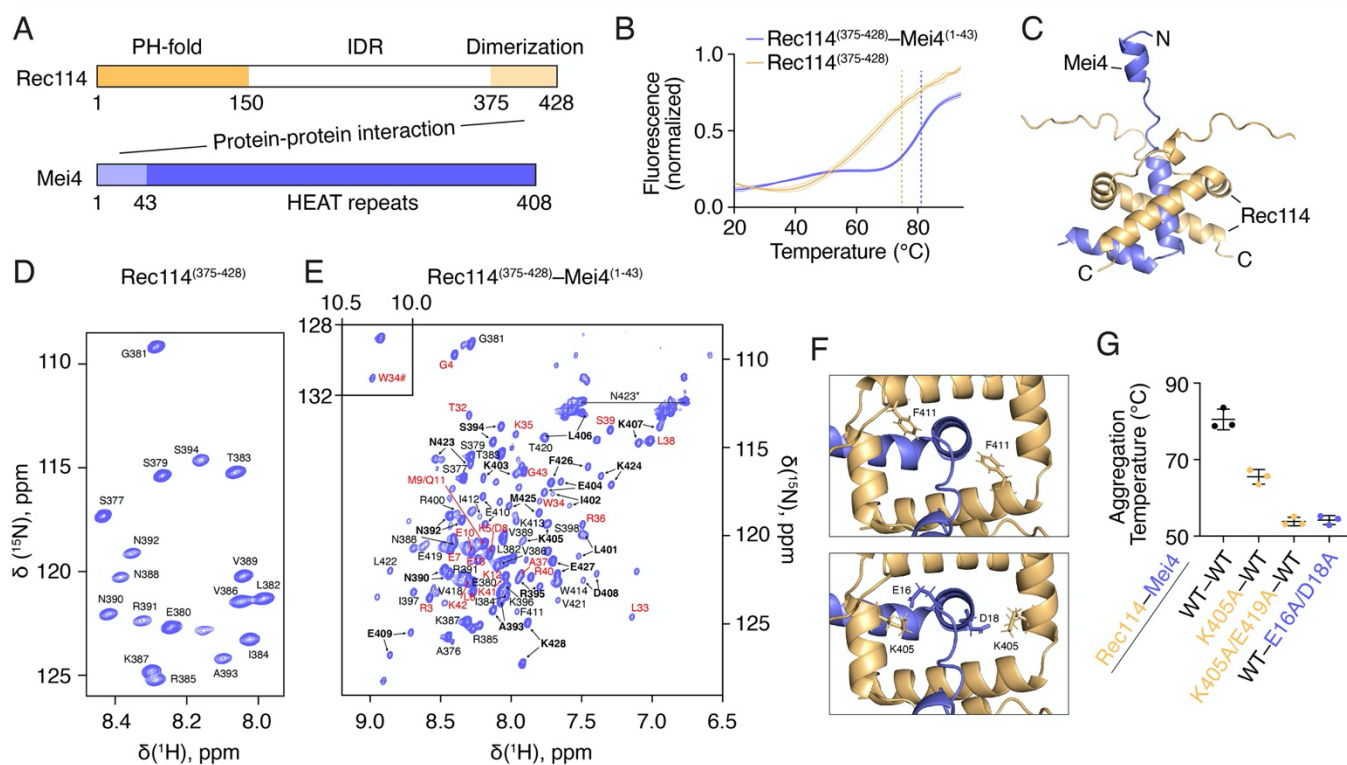 A
PH-fold IDR Dimerization
Rec114
1 150 375 428
Protein-protein interaction
Mei4
1 43 HEAT repeats 408
B
Rec114(375-428)–Mei4(1-43)
Rec114(375-428)
1.0
0.5
0.0
Fluorescence
(normalized)
20 40 60 80
Temperature (°C)
C
N
Mei4
Rec114
C
C
D
Rec114(375-428)
110
115
120
125
δ (15N), ppm
8.4 8.2 8.0
δ(1H), ppm
G381
S394
T383
S379
S377
N392
N388
V389
L382
V386
N390
R391
E380
I384
A393
K387
R385
E
Rec114(375-428)–Mei4(1-43)
10.5 10.0
128
132
W34#
G381
G4
N423*
T32
K35
S39
K407
L38
S394
L406
N423
S379
T383
T420
S377
K403
G43
F426
K424
M9/Q11
E404
W34
I402
R400
I412
E410
M425
K413
S398
R36
N392
K5/D8
V389
K405
E10
L401
N388
E419
E7
E13
L382
V386
L422
R391
K12
A37
E427
N390
E380
R40
R395
D408
V418
L6
K41
I384
K396
W414
I397
R3
K42
F411
V421
L33
A393
K387
R385
E409
A376
K428
110
115
120
125
δ(15N), ppm
9.0 8.5 8.0 7.5 7.0 6.5
δ(1H), ppm
F
F411
F411
E16
D18
K405
K405
G
90
70
50
Aggregation
Temperature (°C)
Rec114–Mei4
WT–WT
K405A–WT
K405A/E419A–WT
WT–E16A/D18A